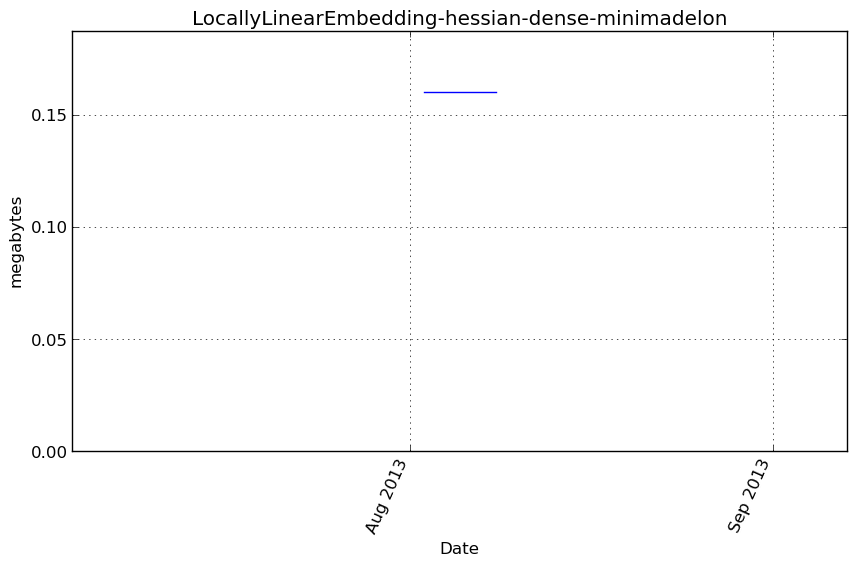 LocallyLinearEmbedding-hessian-dense-minimadelon
0.15
0.10
0.05
0.00
megabytes
Aug 2013
Sep 2013
Date